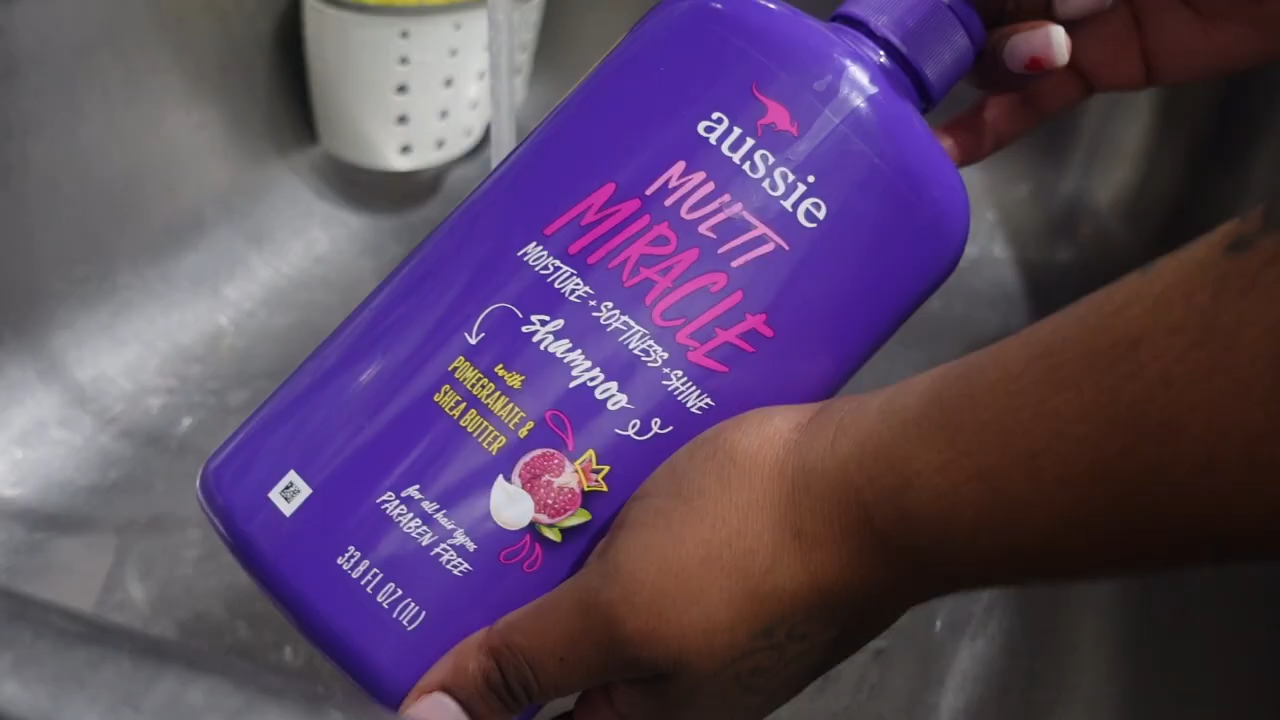 aussie
MULTI
MIRACLE
MOISTURE + SOFTNESS + SHINE
shampoo
with
POMEGRANATE &
SHEA BUTTER
for all hair types
PARABEN FREE
33.8 FL OZ (1L)